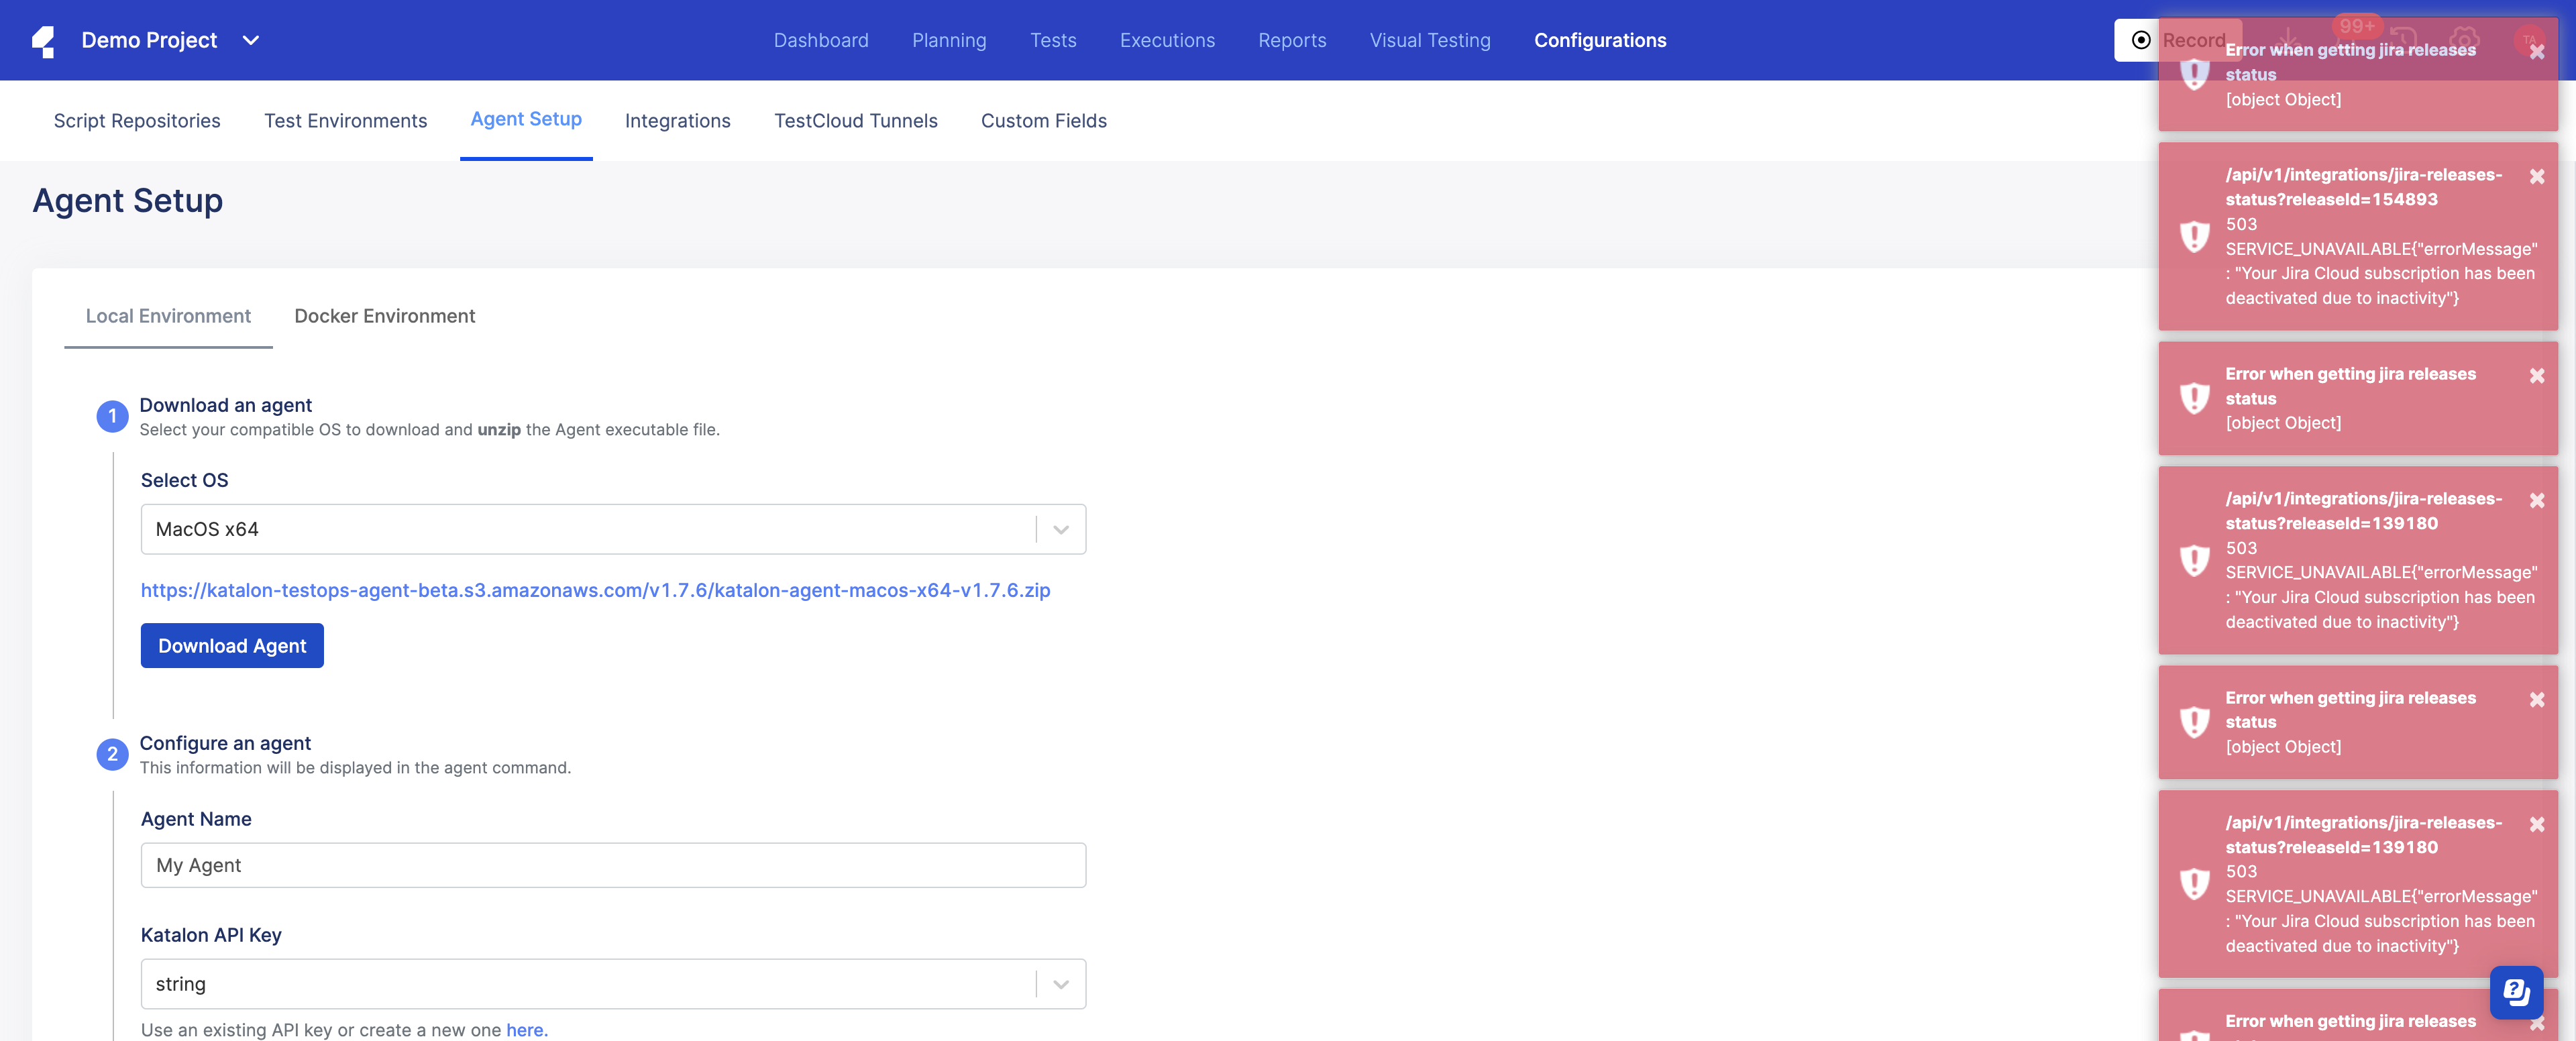 Demo Project
Dashboard
Planning
Tests
Executions
Reports
Visual Testing
Configurations
Record
99+
TA
Script Repositories
Test Environments
Agent Setup
Integrations
TestCloud Tunnels
Custom Fields
Agent Setup
Local Environment
Docker Environment
1
Download an agent
Select your compatible OS to download and unzip the Agent executable file.
Select OS
MacOS x64
https://katalon-testops-agent-beta.s3.amazonaws.com/v1.7.6/katalon-agent-macos-x64-v1.7.6.zip
Download Agent
2
Configure an agent
This information will be displayed in the agent command.
Agent Name
My Agent
Katalon API Key
string
Use an existing API key or create a new one here.
Error when getting jira releases
status
[object Object]
/api/v1/integrations/jira-releases-
status?releaseId=154893
503
SERVICE_UNAVAILABLE{"errorMessage"
: "Your Jira Cloud subscription has been
deactivated due to inactivity"}
Error when getting jira releases
status
[object Object]
/api/v1/integrations/jira-releases-
status?releaseId=139180
503
SERVICE_UNAVAILABLE{"errorMessage"
: "Your Jira Cloud subscription has been
deactivated due to inactivity"}
Error when getting jira releases
status
[object Object]
/api/v1/integrations/jira-releases-
status?releaseId=139180
503
SERVICE_UNAVAILABLE{"errorMessage"
: "Your Jira Cloud subscription has been
deactivated due to inactivity"}
Error when getting jira releases